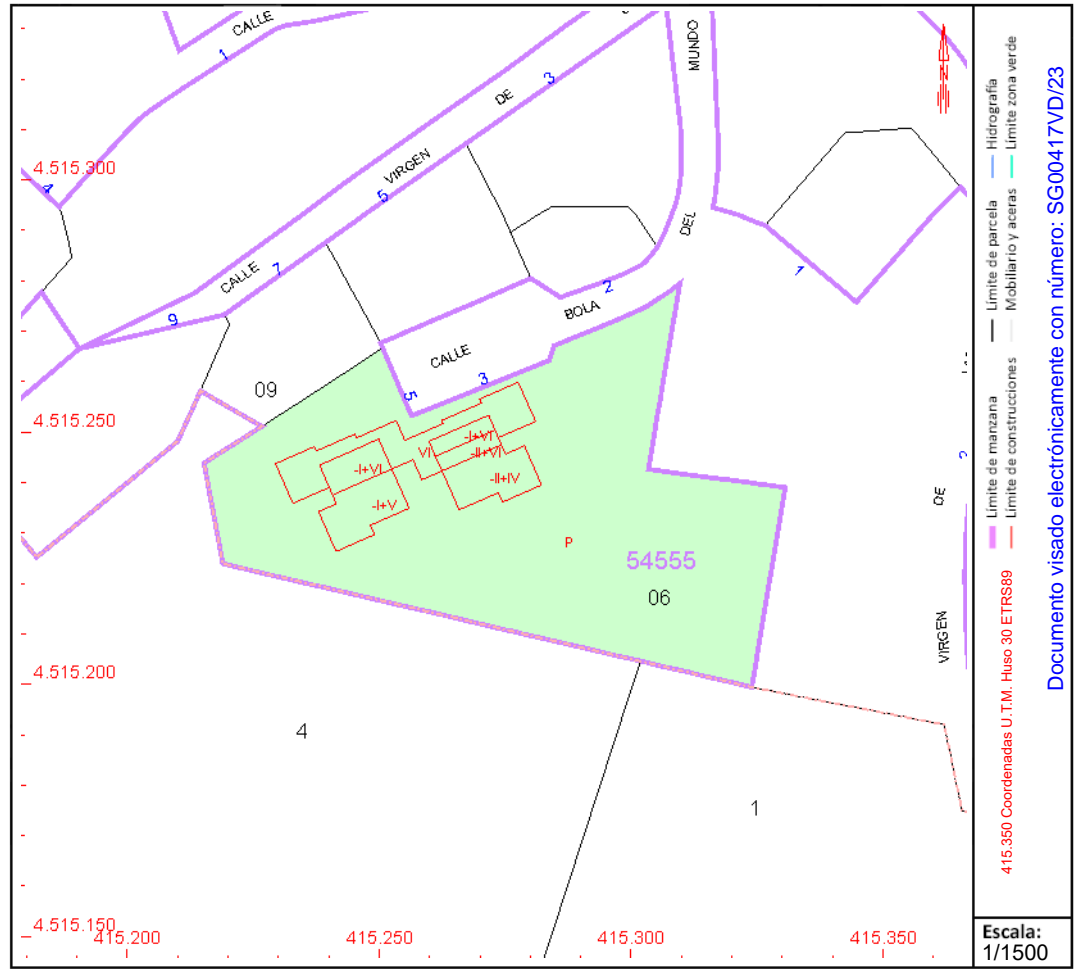 CALLE
1
MUNDO
DE
3
VIRGEN
5
4.515.300
4
DEL
CALLE
7
1
2
9
BOLA
CALLE
3
5
09
4.515.250
-I+VI
VI
-II+VI
-I+VI
-II+IV
-I+V
2
DE
P
54555
06
VIRGEN
4.515.200
4
1
4.515.150
415.200
415.250
415.300
415.350
N
Límite de manzana
Límite de parcela
Hidrografía
Límite de construcciones
Mobiliario y aceras
Límite zona verde
415.350 Coordenadas U.T.M. Huso 30 ETRS89
Documento visado electrónicamente con número: SG00417VD/23
Escala:
1/1500